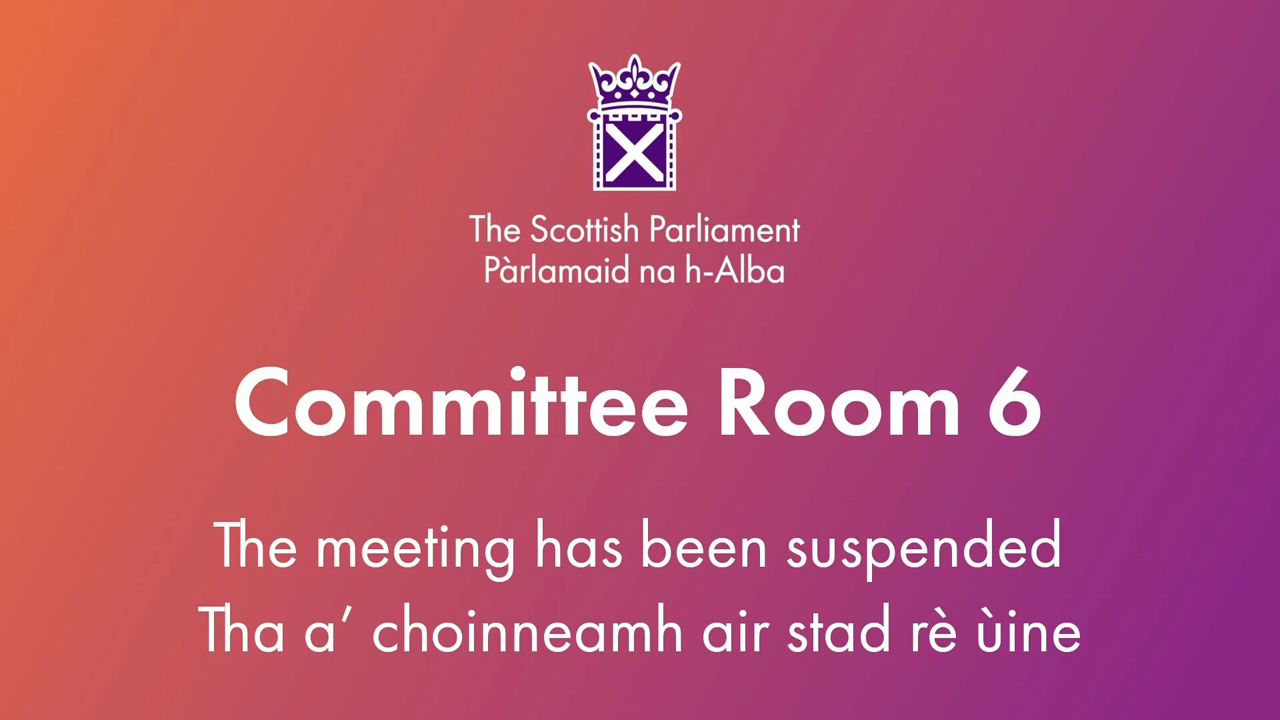 The Scottish Parliament
Pàrlamaid na h-Alba
Committee Room 6
The meeting has been suspended
Tha a’ choinneamh air stad rè ùine